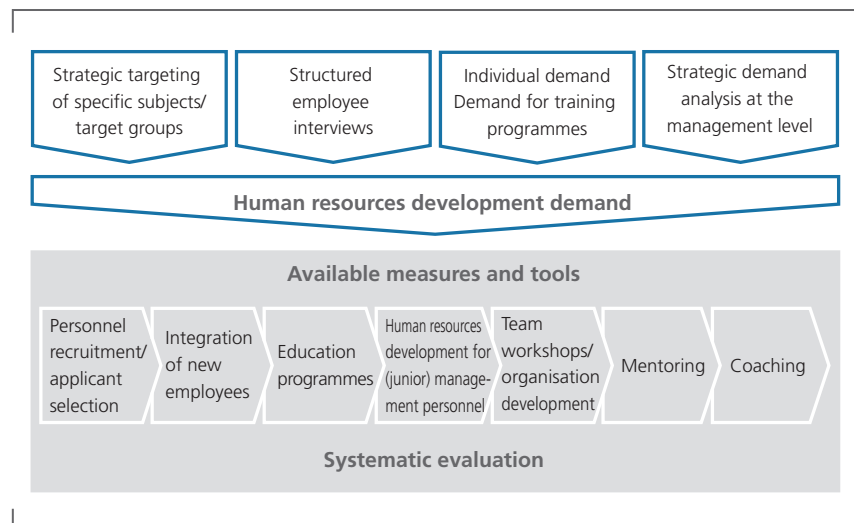 Strategic targeting
of specific subjects/
target groups
Structured
employee
interviews
Individual demand
Demand for training
programmes
Strategic demand
analysis at the
management level
Human resources development demand
Available measures and tools
Personnel
recruitment/
applicant
selection
Integration
of new
employees
Education
programmes
Human resources
development for
(junior) manage-
ment personnel
Team
workshops/
organisation
development
Mentoring
Coaching
Systematic evaluation